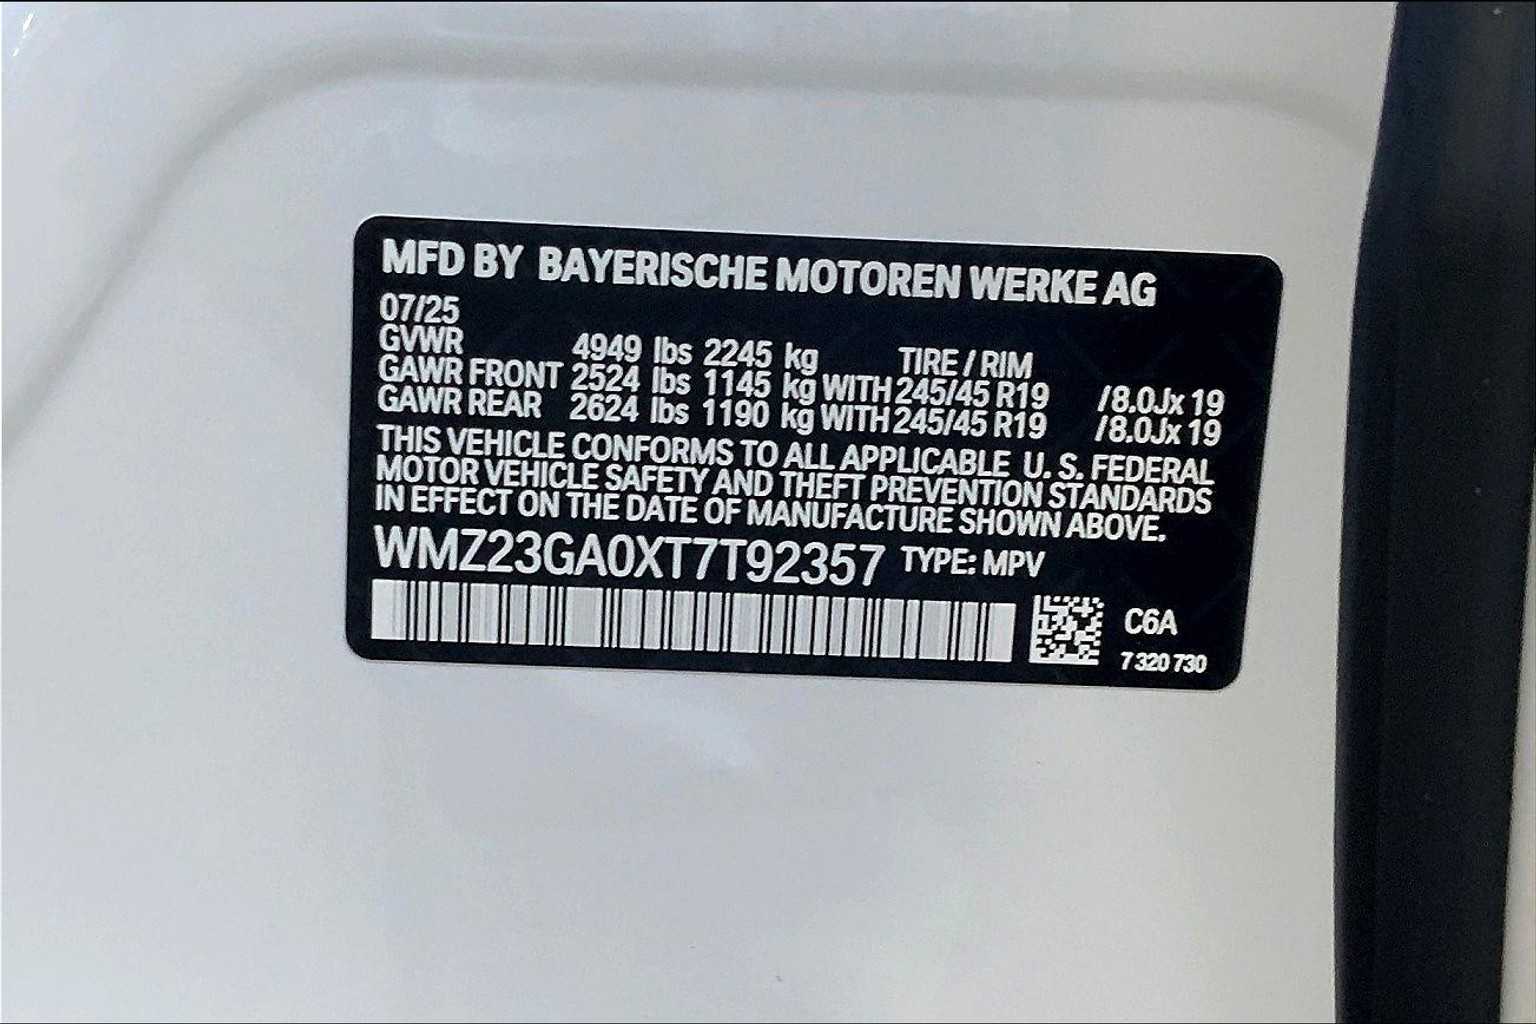 MFD BY BAYERISCHE MOTOREN WERKE AG
07/25
GVWR 4949 lbs 2245 kg TIRE / RIM
GAWR FRONT 2524 lbs 1145 kg WITH 245/45 R19 /8.0Jx 19
GAWR REAR 2624 lbs 1190 kg WITH 245/45 R19 /8.0Jx 19
THIS VEHICLE CONFORMS TO ALL APPLICABLE U. S. FEDERAL
MOTOR VEHICLE SAFETY AND THEFT PREVENTION STANDARDS
IN EFFECT ON THE DATE OF MANUFACTURE SHOWN ABOVE.
WMZ23GA0XT7T92357 TYPE: MPV
C6A
7 320 730